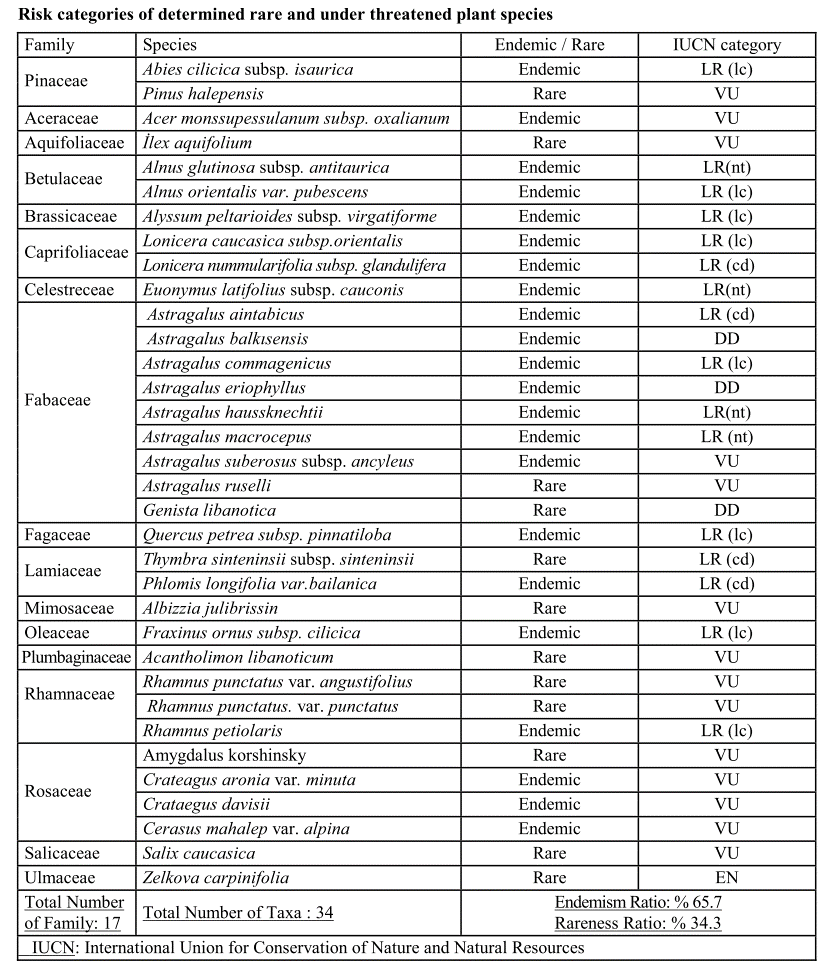 Risk categories of determined rare and under threatened plant species
Family Species Endemic / Rare IUCN category
Pinaceae Abies cilicica subsp. isaurica Endemic LR (lc)
Pinus halepensis Rare VU
Aceraceae Acer monssupessulanum subsp. oxalianum Endemic VU
Aquifoliaceae İlex aquifolium Rare VU
Betulaceae Alnus glutinosa subsp. antitaurica Endemic LR(nt)
Alnus orientalis var. pubescens Endemic LR (lc)
Brassicaceae Alyssum peltarioides subsp. virgatiforme Endemic LR (lc)
Caprifoliaceae Lonicera caucasica subsp.orientalis Endemic LR (lc)
Lonicera nummularifolia subsp. glandulifera Endemic LR (cd)
Celestreceae Euonymus latifolius subsp. cauconis Endemic LR(nt)
Fabaceae Astragalus aintabicus Endemic LR (cd)
Astragalus balkısensis Endemic DD
Astragalus commagenicus Endemic LR (lc)
Astragalus eriophyllus Endemic DD
Astragalus haussknechtii Endemic LR(nt)
Astragalus macrocepus Endemic LR (nt)
Astragalus suberosus subsp. ancyleus Endemic VU
Astragalus ruselli Rare VU
Genista libanotica Rare DD
Fagaceae Quercus petrea subsp. pinnatiloba Endemic LR (lc)
Lamiaceae Thymbra sinteninsii subsp. sinteninsii Rare LR (cd)
Phlomis longifolia var.bailanica Endemic LR (cd)
Mimosaceae Albizzia julibrissin Rare VU
Oleaceae Fraxinus ornus subsp. cilicica Endemic LR (lc)
Plumbaginaceae Acantholimon libanoticum Rare VU
Rhamnaceae Rhamnus punctatus var. angustifolius Rare VU
Rhamnus punctatus. var. punctatus Rare VU
Rhamnus petiolaris Endemic LR (lc)
Rosaceae Amygdalus korshinsky Rare VU
Crateagus aronia var. minuta Endemic VU
Crataegus davisii Endemic VU
Cerasus mahalep var. alpina Endemic VU
Salicaceae Salix caucasica Rare VU
Ulmaceae Zelkova carpinifolia Rare EN
Total Number
of Family: 17
Total Number of Taxa : 34
Endemism Ratio: % 65.7
Rareness Ratio: % 34.3
IUCN: International Union for Conservation of Nature and Natural Resources